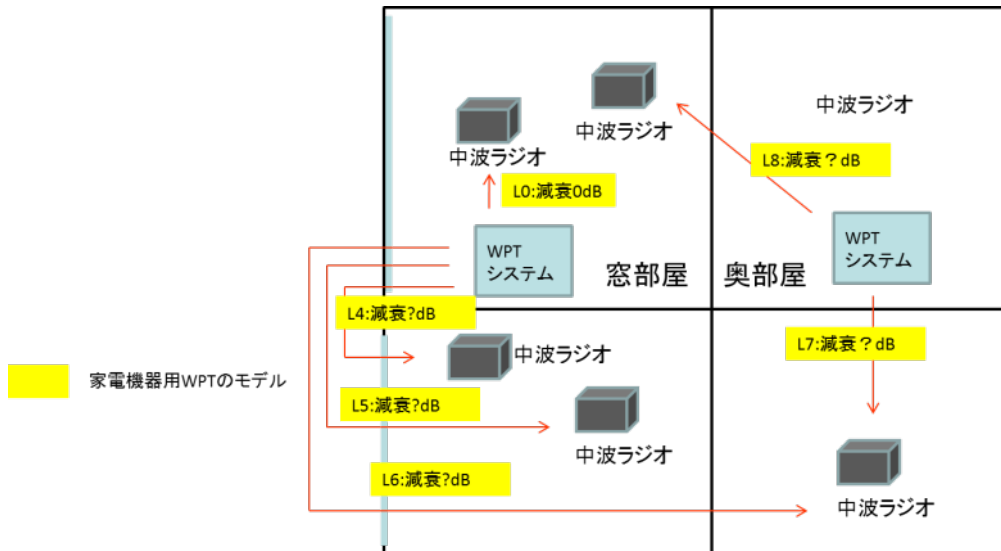 中波ラジオ
中波ラジオ
中波ラジオ
L8:減衰？dB
L0:減衰0dB
WPT
システム
窓部屋
奥部屋
WPT
システム
L4:減衰?dB
中波ラジオ
L7:減衰？dB
家電機器用WPTのモデル
L5:減衰?dB
中波ラジオ
L6:減衰?dB
中波ラジオ